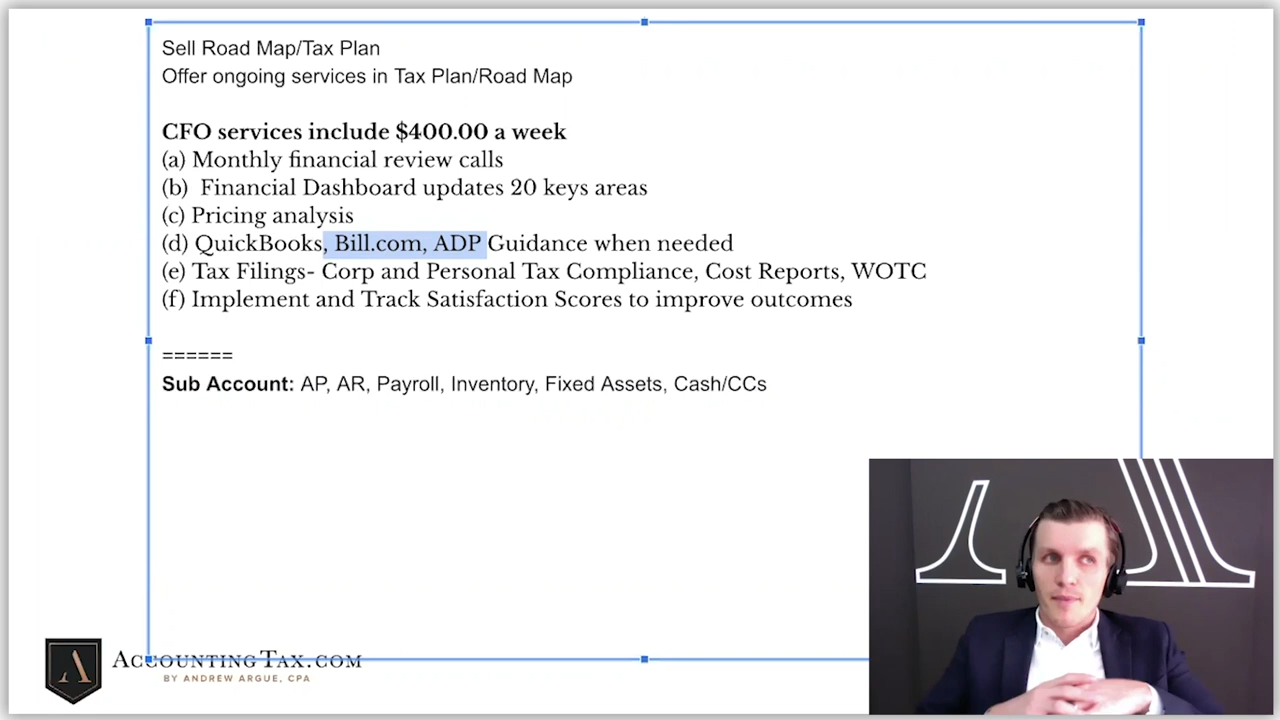 Sell Road Map/Tax Plan
Offer ongoing services in Tax Plan/Road Map
CFO services include $400.00 a week
(a) Monthly financial review calls
(b)  Financial Dashboard updates 20 keys areas
(c) Pricing analysis
(d) QuickBooks, Bill.com, ADP Guidance when needed
(e) Tax Filings- Corp and Personal Tax Compliance, Cost Reports, WOTC
(f) Implement and Track Satisfaction Scores to improve outcomes
======
Sub Account: AP, AR, Payroll, Inventory, Fixed Assets, Cash/CCs
A
ACCOUNTINGTAX.COM
BY ANDREW ARGUE, CPA